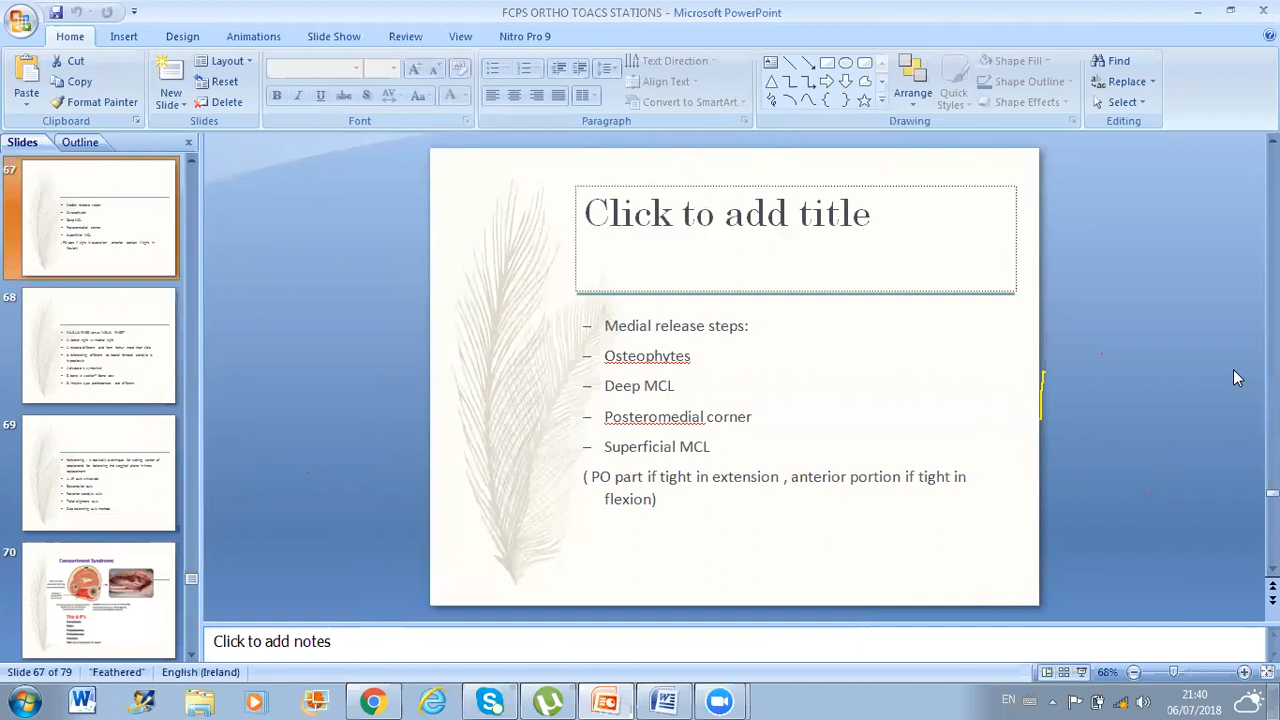 FCPS ORTHO TOACS STATIONS - Microsoft PowerPoint
Home Insert Design Animations Slide Show Review View Nitro Pro 9
Paste
Cut
Copy
Format Painter
Clipboard
New Slide
Layout
Reset
Delete
Slides
Font
Text Direction
Align Text
Convert to SmartArt
Paragraph
Arrange
Quick Styles
Shape Fill
Shape Outline
Shape Effects
Drawing
Find
Replace
Select
Editing
Slides Outline
67
68
69
70
Compartment Syndrome
Click to add title
– Medial release steps:
– Osteophytes
– Deep MCL
– Posteromedial corner
– Superficial MCL
( PO part if tight in extension , anterior portion if tight in
flexion)
Click to add notes
Slide 67 of 79 "Feathered" English (Ireland) 66%
EN 21:40
06/07/2018